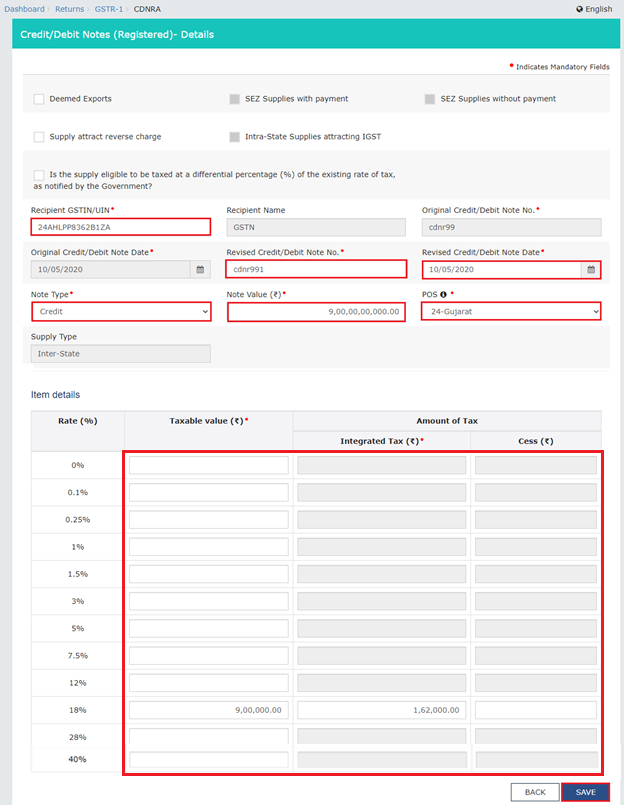 Dashboard › Returns › GSTR-1 › CDNRA English
Credit/Debit Notes (Registered)- Details
• Indicates Mandatory Fields
Deemed Exports SEZ Supplies with payment SEZ Supplies without payment
Supply attract reverse charge Intra-State Supplies attracting IGST
Is the supply eligible to be taxed at a differential percentage (%) of the existing rate of tax,
as notified by the Government?
Recipient GSTIN/UIN• Recipient Name Original Credit/Debit Note No.•
24AHLPP8362B1ZA GSTN cdnr99
Original Credit/Debit Note Date• Revised Credit/Debit Note No.• Revised Credit/Debit Note Date•
10/05/2020 cdnr991 10/05/2020
Note Type• Note Value (₹)• POS •
Credit 9,00,00,00,000.00 24-Gujarat
Supply Type
Inter-State
Item details
Rate (%) Taxable value (₹)• Amount of Tax
Integrated Tax (₹)• Cess (₹)
0%
0.1%
0.25%
1%
1.5%
3%
5%
7.5%
12%
18% 9,00,000.00 1,62,000.00
28%
40%
BACK SAVE